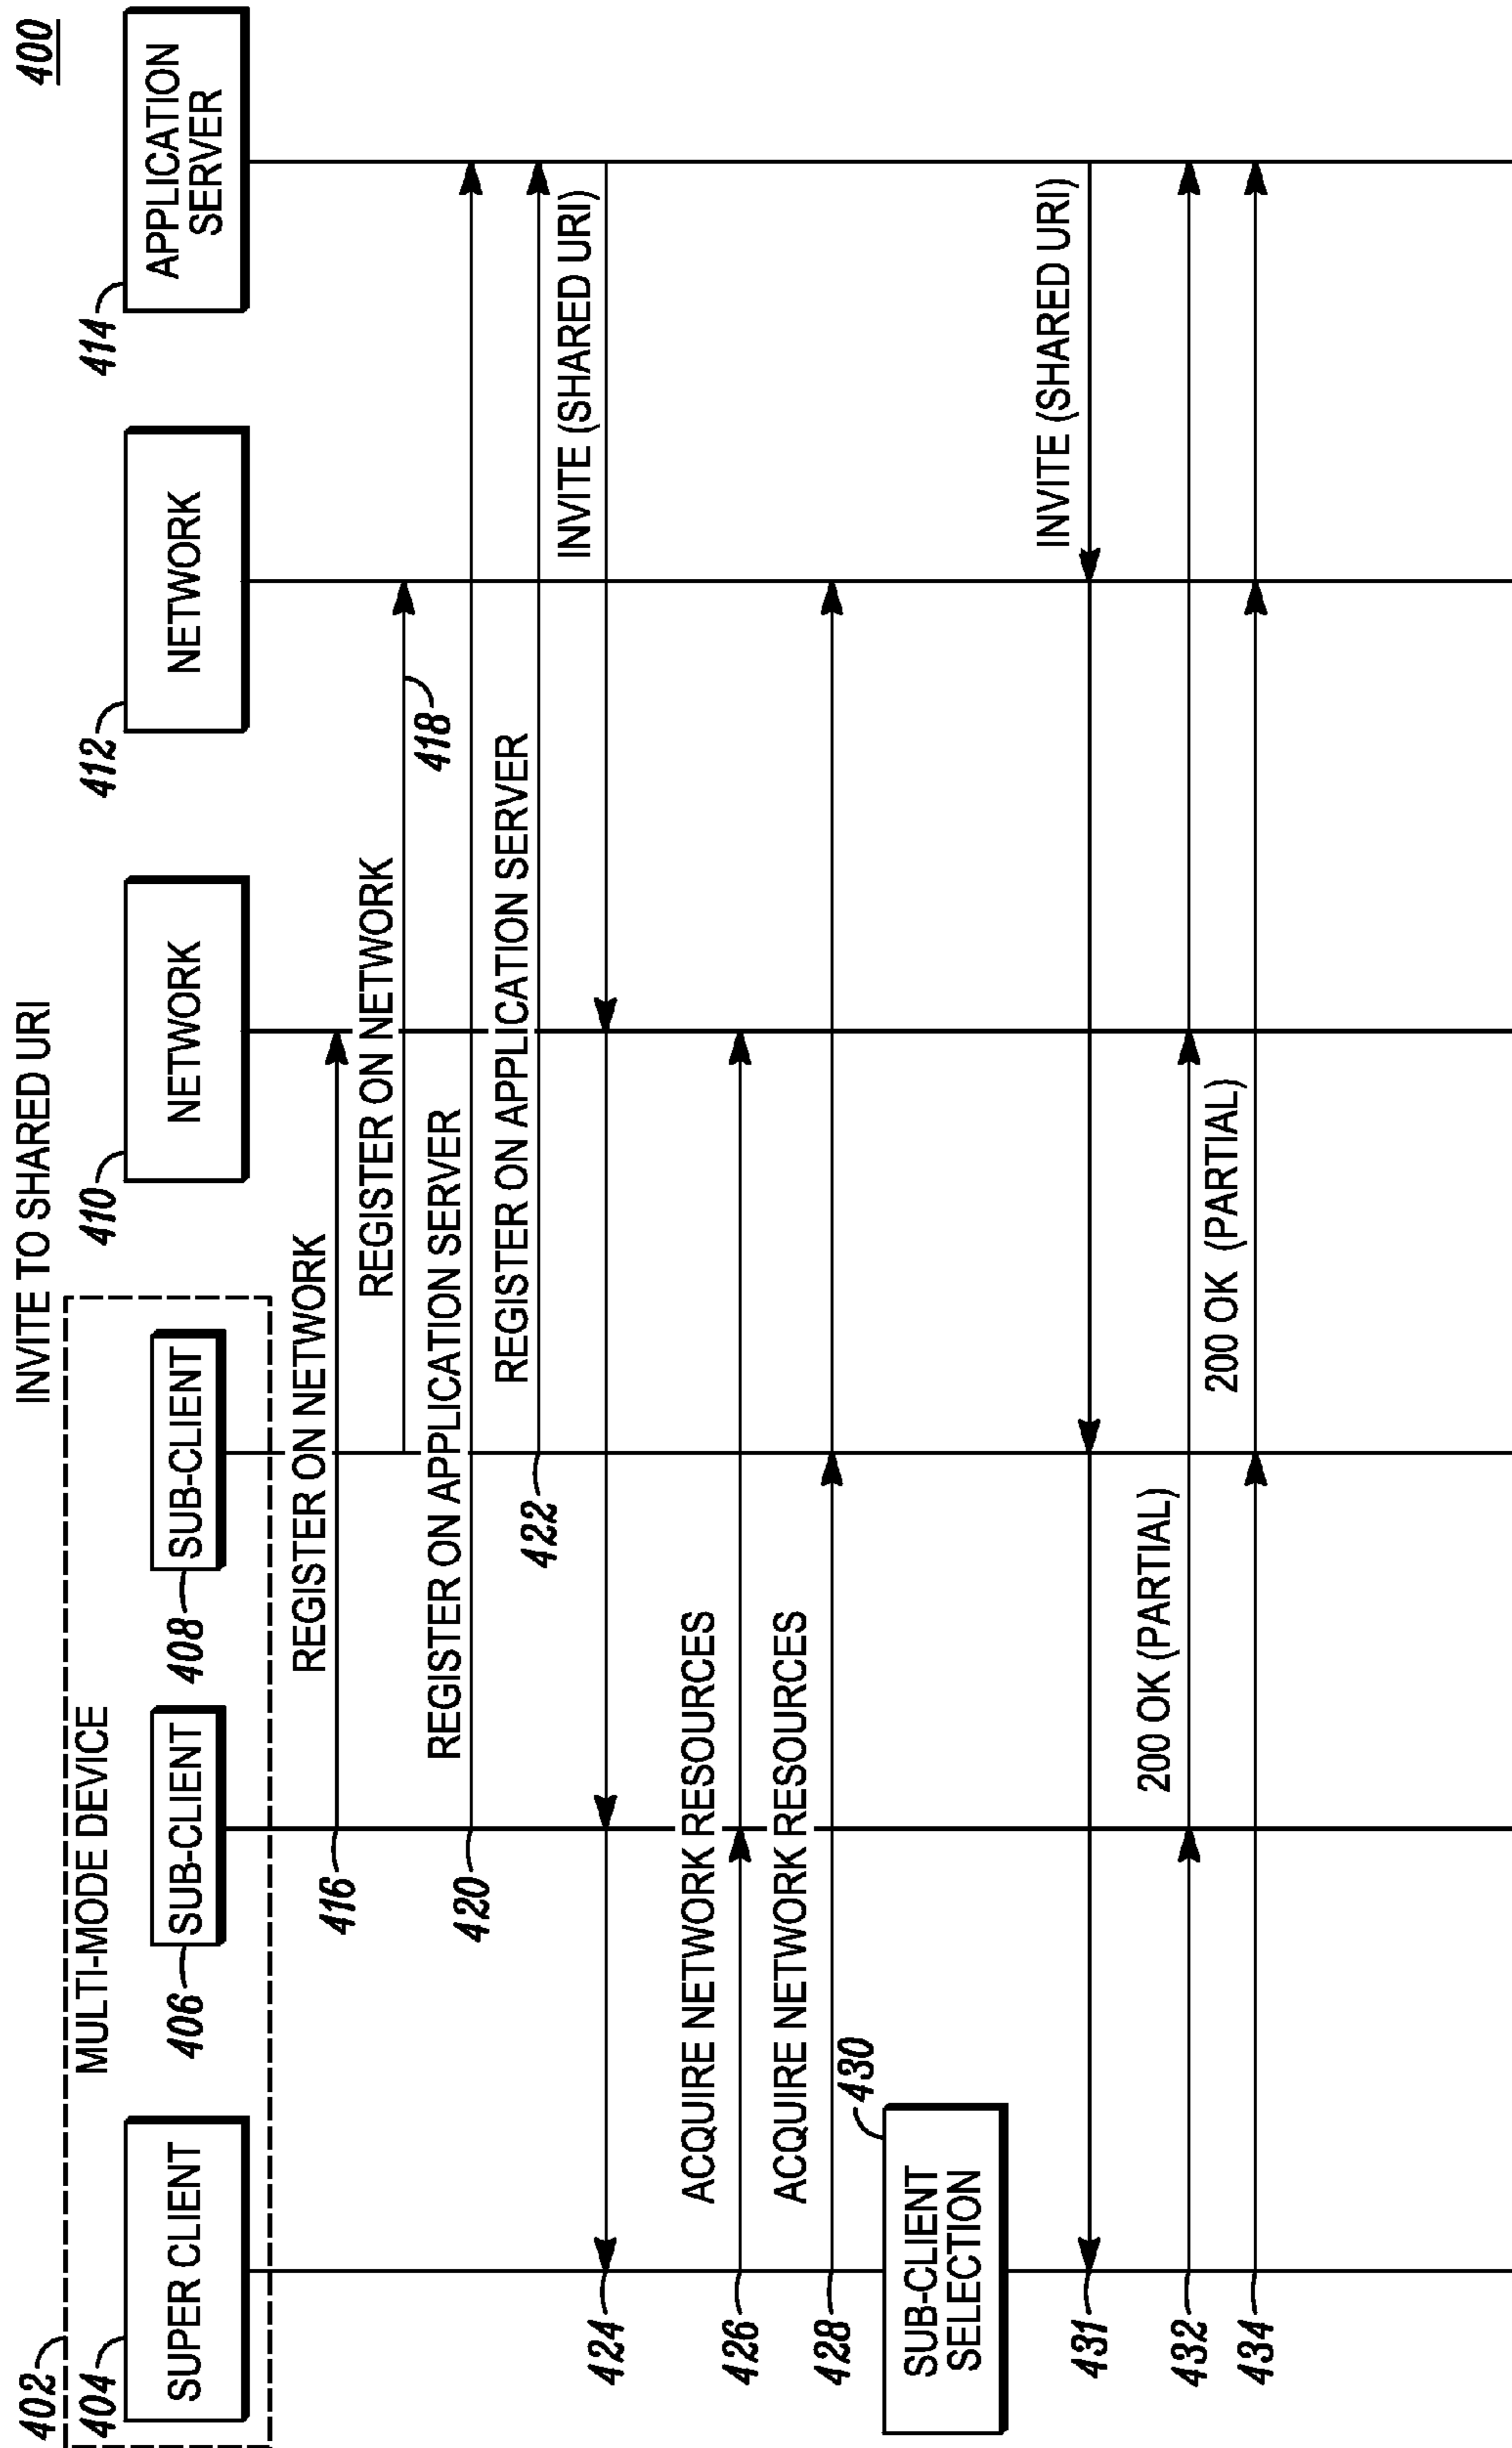 INVITE TO SHARED URI
400
402
MULTI-MODE DEVICE
404
SUPER CLIENT
406
SUB-CLIENT
408
SUB-CLIENT
410
NETWORK
412
NETWORK
414
APPLICATION
SERVER
REGISTER ON NETWORK
416
REGISTER ON NETWORK
418
REGISTER ON APPLICATION SERVER
420
REGISTER ON APPLICATION SERVER
422
INVITE (SHARED URI)
424
ACQUIRE NETWORK RESOURCES
426
ACQUIRE NETWORK RESOURCES
428
430
SUB-CLIENT
SELECTION
INVITE (SHARED URI)
431
200 OK (PARTIAL)
432
200 OK (PARTIAL)
434